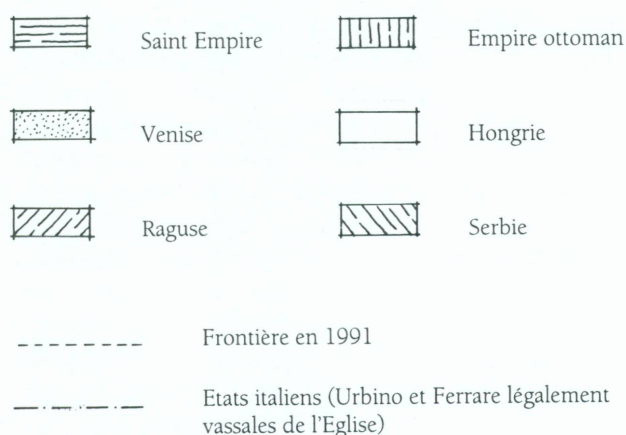 Saint Empire
Empire ottoman
Venise
Hongrie
Raguse
Serbie
Frontière en 1991
Etats italiens (Urbino et Ferrare légalement
vassales de l'Eglise)